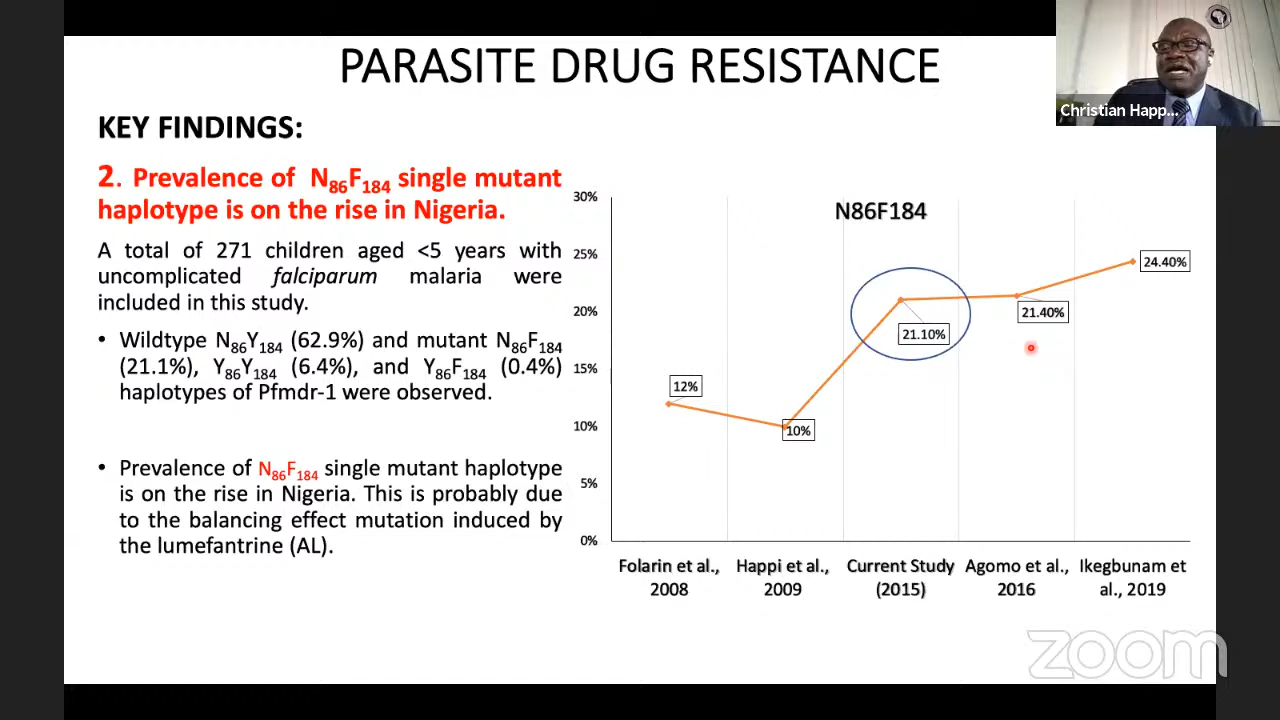 PARASITE DRUG RESISTANCE
Christian Happ...
KEY FINDINGS:
2. Prevalence of N86F184 single mutant
haplotype is on the rise in Nigeria.
A total of 271 children aged <5 years with
uncomplicated falciparum malaria were
included in this study.
• Wildtype N86Y184 (62.9%) and mutant N86F184
(21.1%), Y86Y184 (6.4%), and Y86F184 (0.4%)
haplotypes of Pfmdr-1 were observed.
• Prevalence of N86F184 single mutant haplotype
is on the rise in Nigeria. This is probably due
to the balancing effect mutation induced by
the lumefantrine (AL).
N86F184
30%
25%
20%
15%
10%
5%
0%
12%
10%
21.10%
21.40%
24.40%
Folarin et al.,
2008
Happi et al.,
2009
Current Study
(2015)
Agomo et al.,
2016
Ikegbunam et
al., 2019
zoom